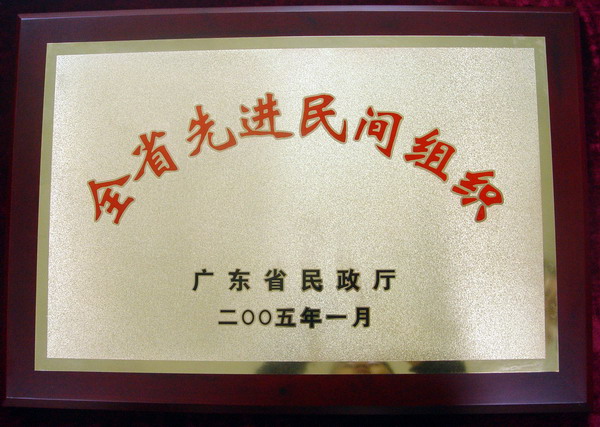 全省先进民间组织
广东省民政厅
二〇〇五年一月